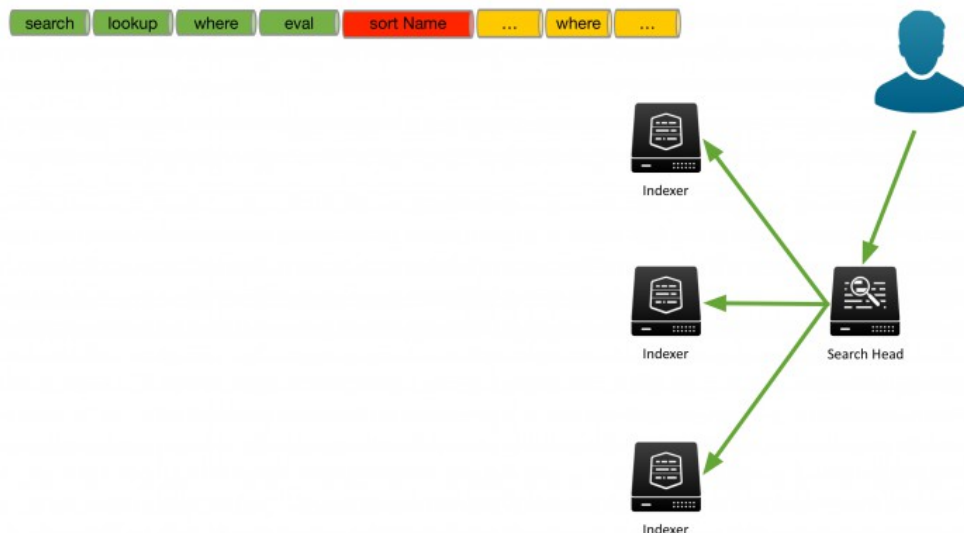 search lookup where eval sort Name ... where ...
Indexer
Indexer
Search Head
Indexer